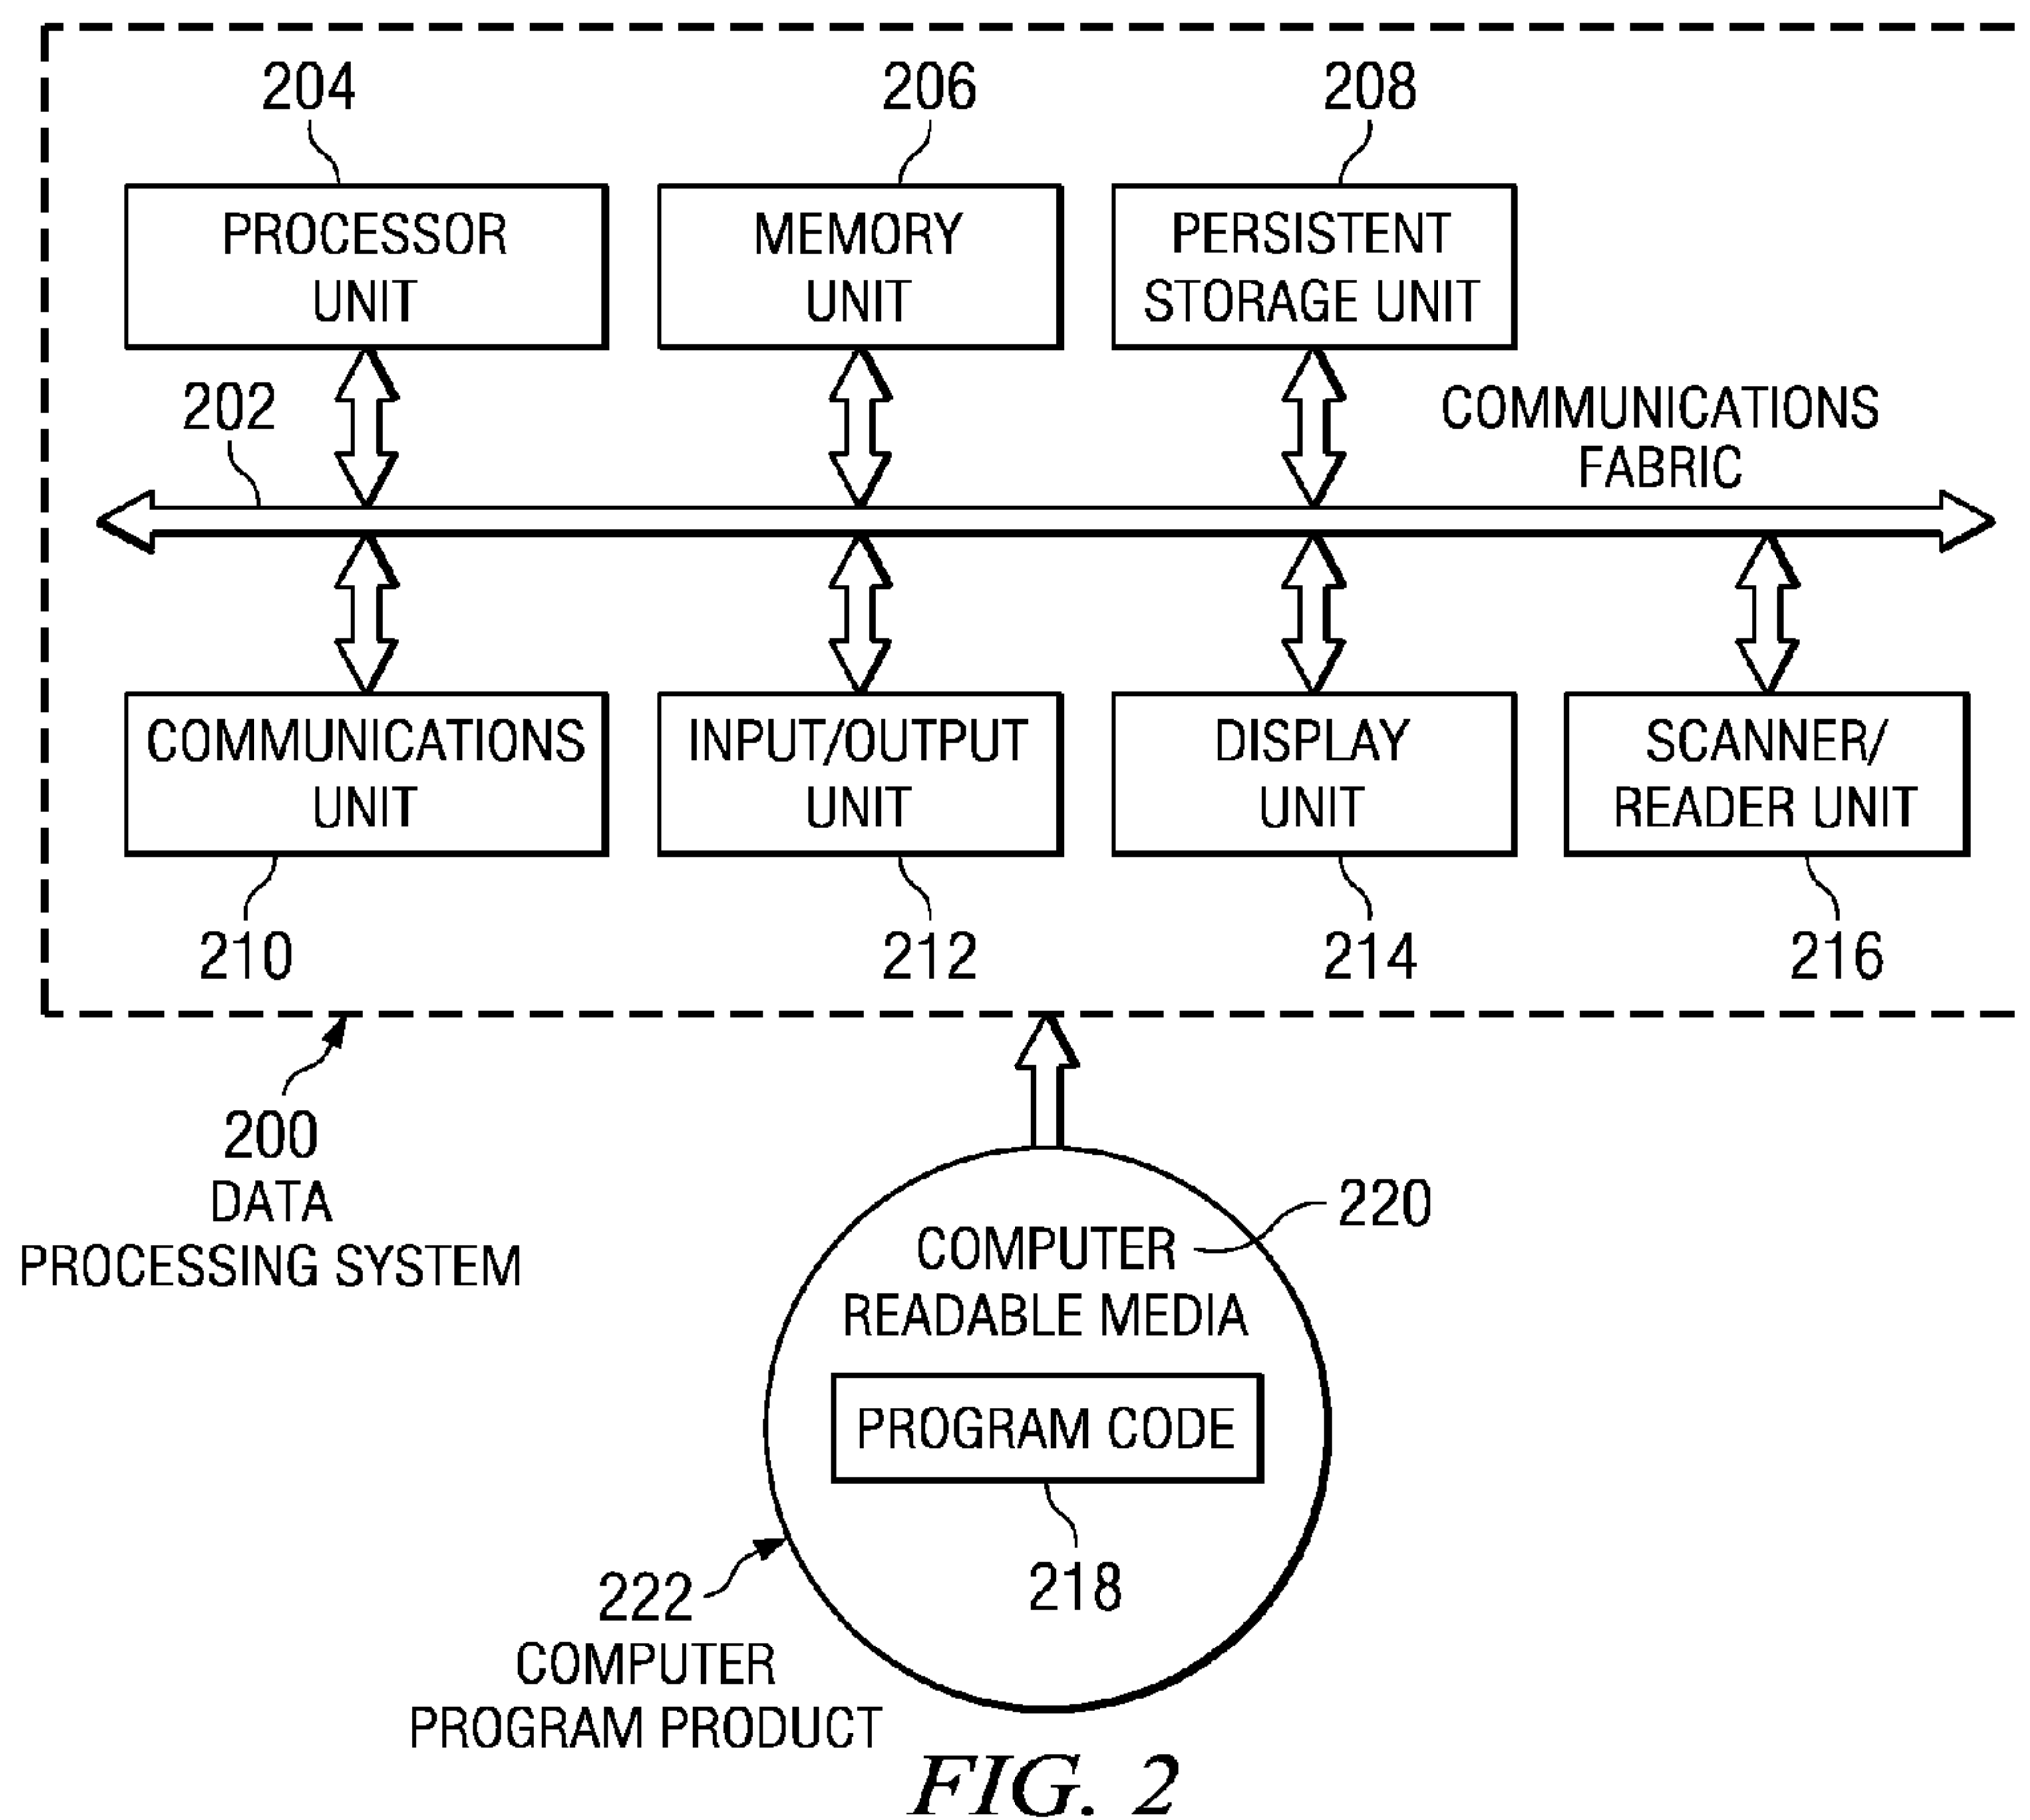 204
206
208
PROCESSOR
UNIT
MEMORY
UNIT
PERSISTENT
STORAGE UNIT
202
COMMUNICATIONS
FABRIC
COMMUNICATIONS
UNIT
INPUT/OUTPUT
UNIT
DISPLAY
UNIT
SCANNER/
READER UNIT
210
212
214
216
200
DATA
PROCESSING SYSTEM
220
COMPUTER
READABLE MEDIA
PROGRAM CODE
218
222
COMPUTER
PROGRAM PRODUCT
FIG. 2